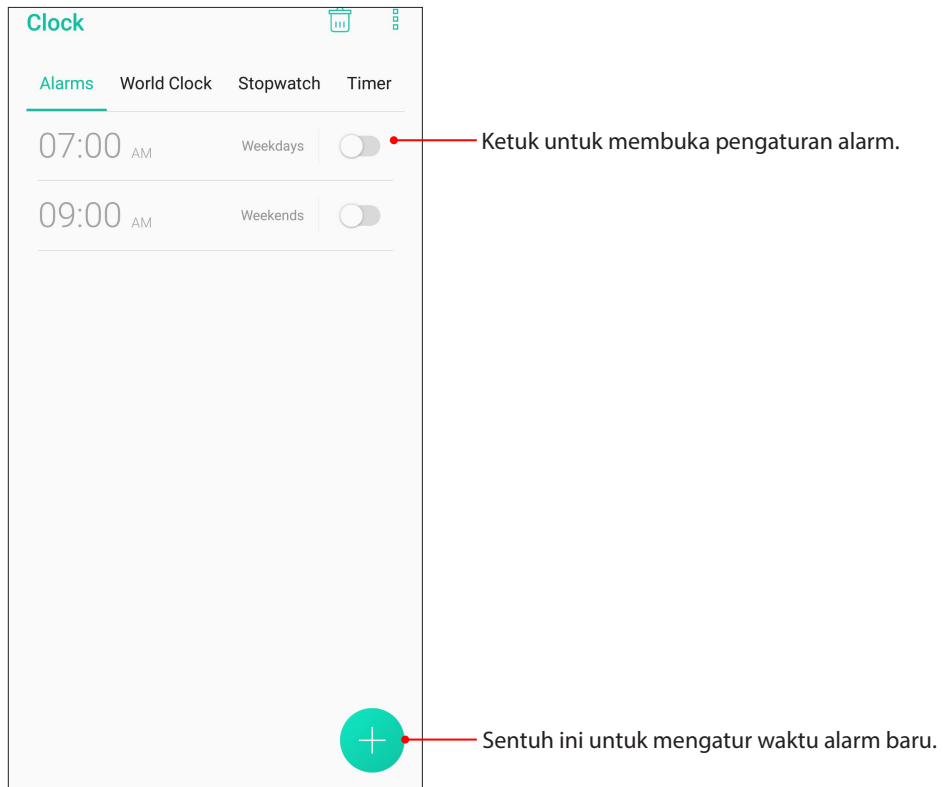 Clock
Alarms World Clock Stopwatch Timer
07:00 AM Weekdays
Ketuk untuk membuka pengaturan alarm.
09:00 AM Weekends
Sentuh ini untuk mengatur waktu alarm baru.